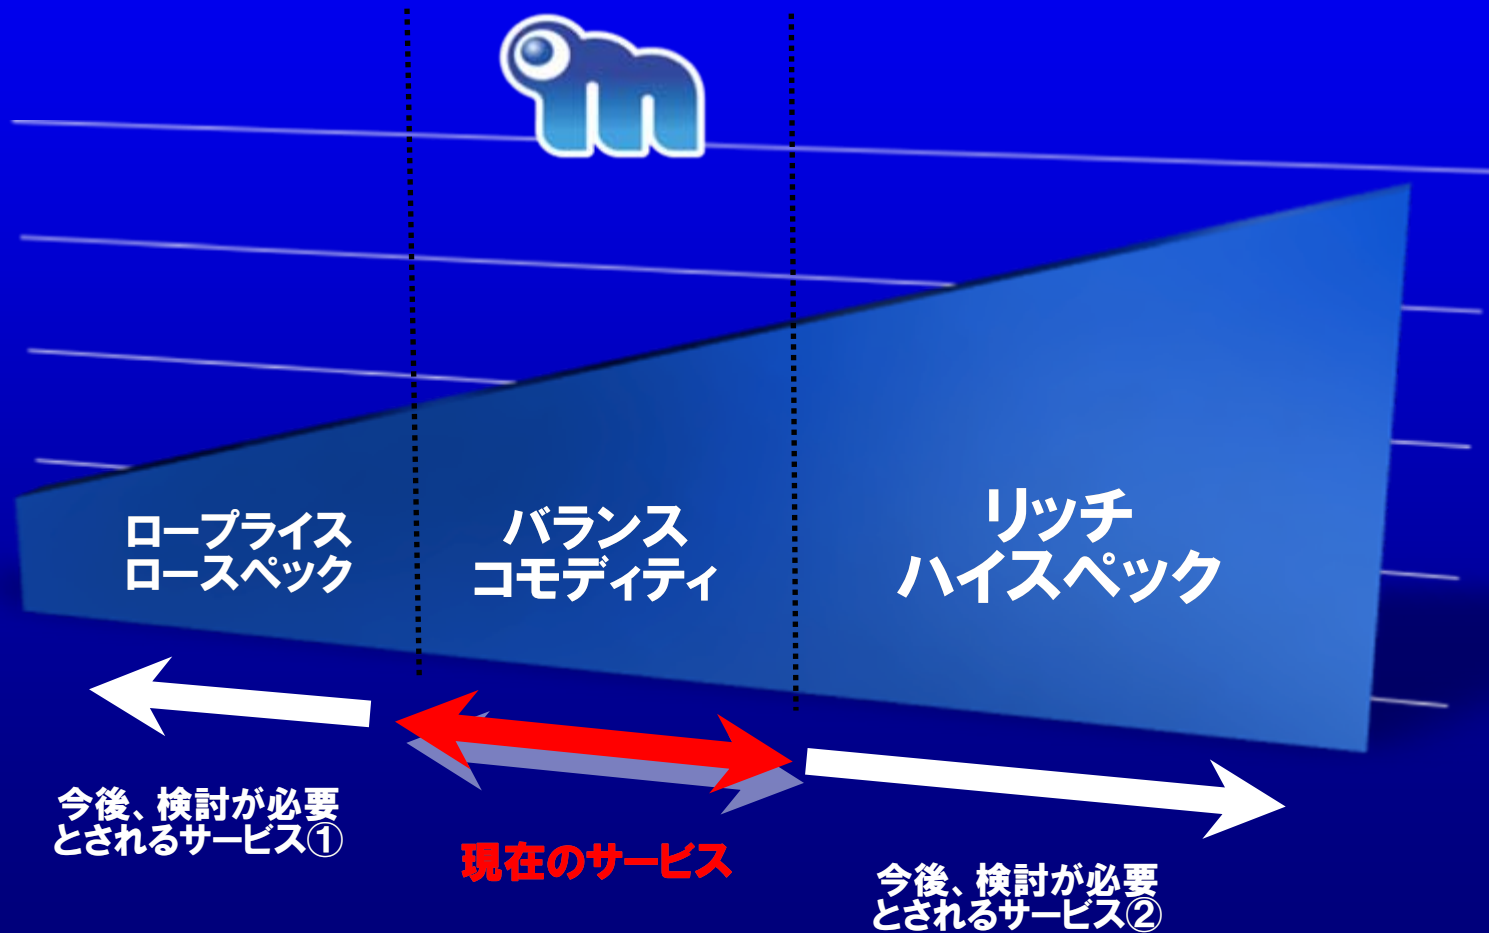 ロープライス
ロースペック
バランス
コモディティ
リッチ
ハイスペック
今後、検討が必要
とされるサービス①
現在のサービス
今後、検討が必要
とされるサービス②